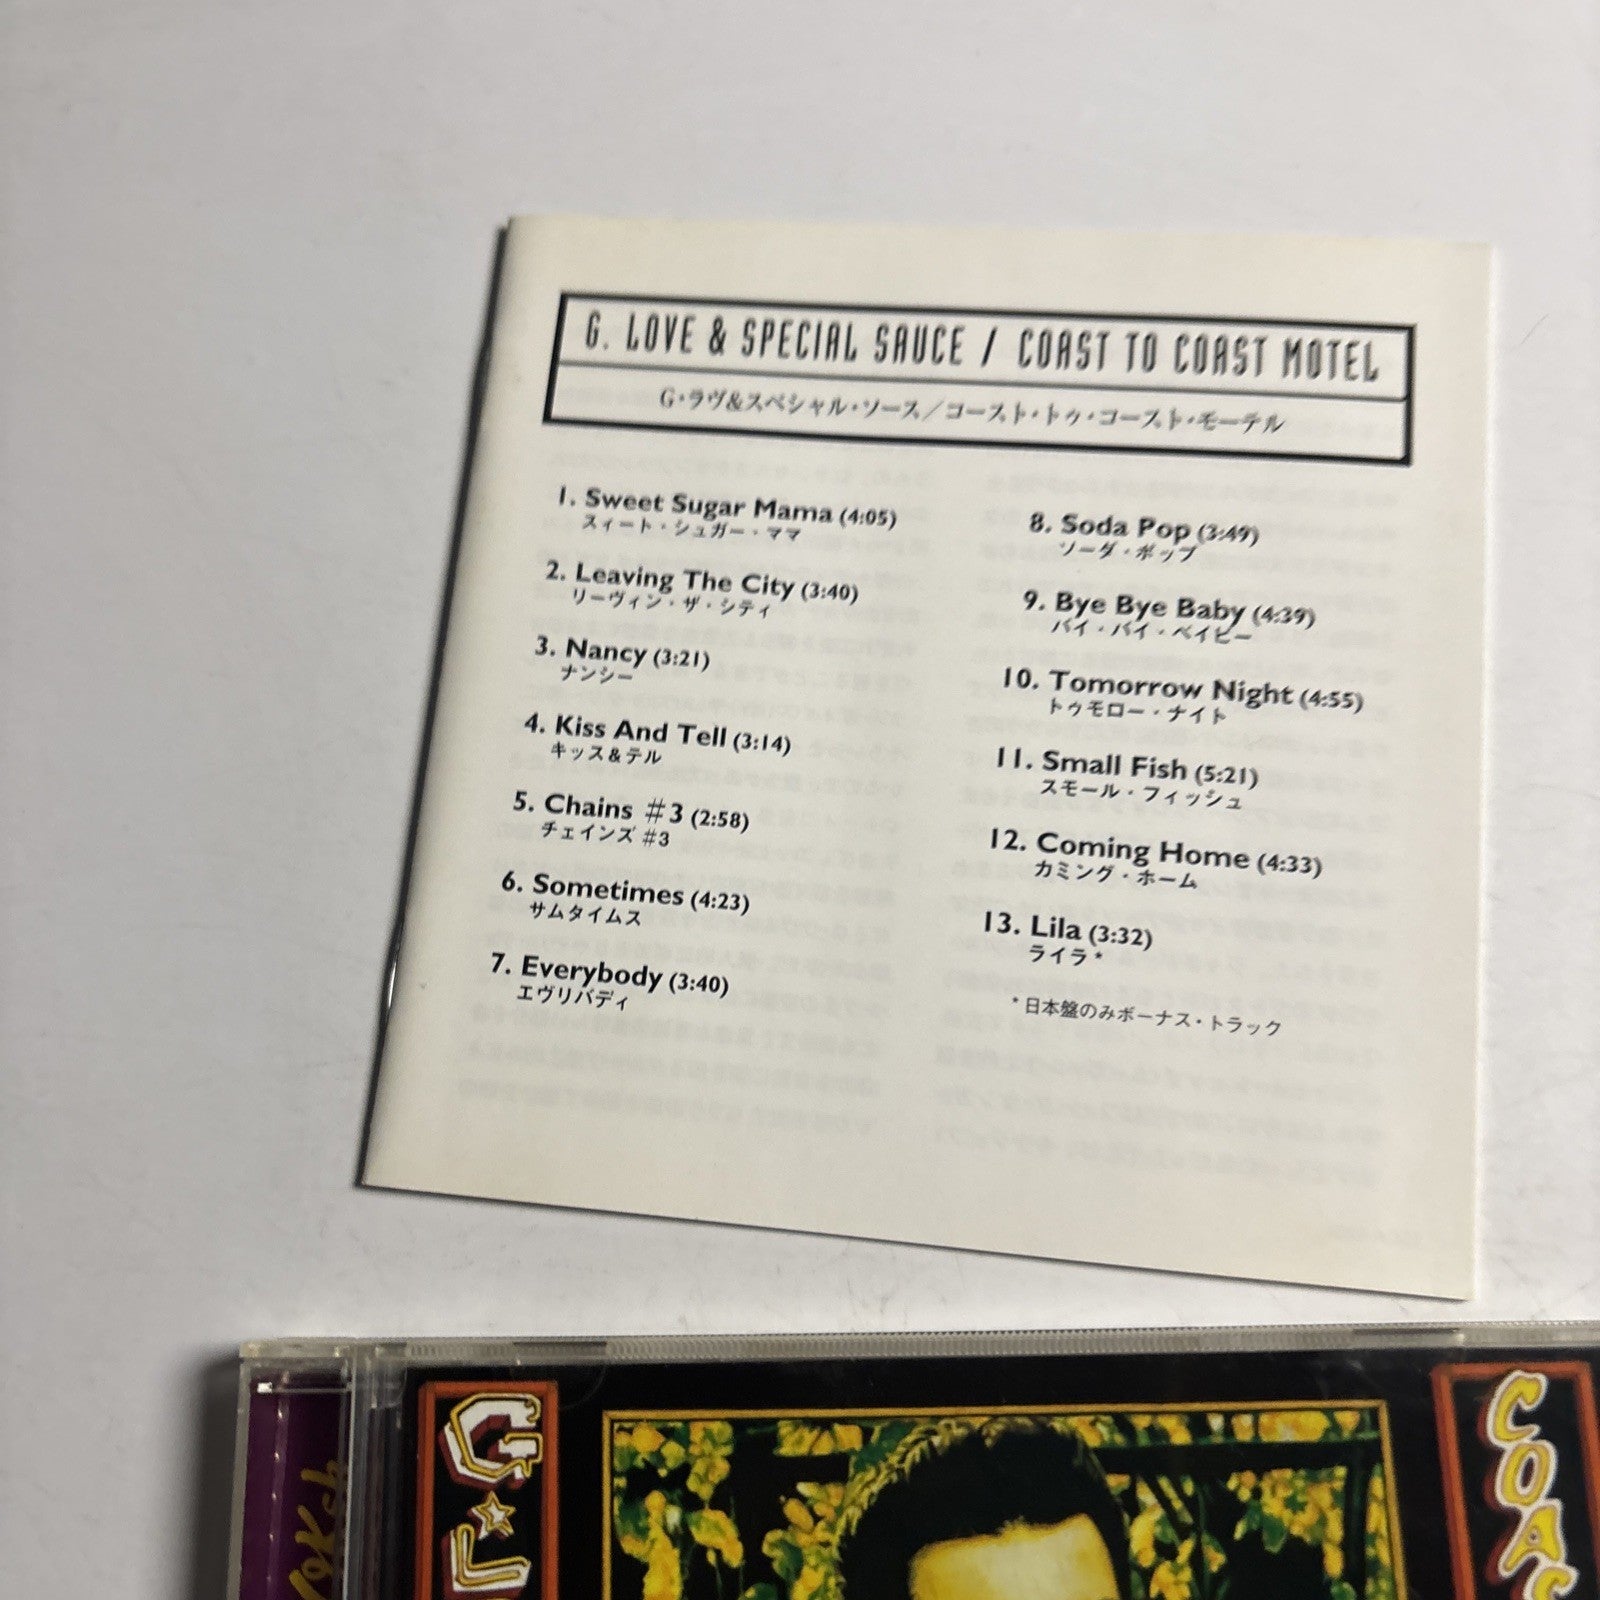 G. LOVE & SPECIAL SAUCE / COAST TO COAST MOTEL
G・ラヴ&スペシャル・ソース／コースト・トゥ・コースト・モーテル
1. Sweet Sugar Mama (4:05)
スィート・シュガー・ママ
2. Leaving The City (3:40)
リーヴィン・ザ・シティ
3. Nancy (3:21)
ナンシー
4. Kiss And Tell (3:14)
キッス&テル
5. Chains #3 (2:58)
チェインズ #3
6. Sometimes (4:23)
サムタイムス
7. Everybody (3:40)
エヴリバディ
8. Soda Pop (3:49)
ソーダ・ポップ
9. Bye Bye Baby (4:39)
バイ・バイ・ベイビー
10. Tomorrow Night (4:55)
トゥモロー・ナイト
11. Small Fish (5:21)
スモール・フィッシュ
12. Coming Home (4:33)
カミング・ホーム
13. Lila (3:32)
ライラ*
*日本盤のみボーナス・トラック
G
L
COAS